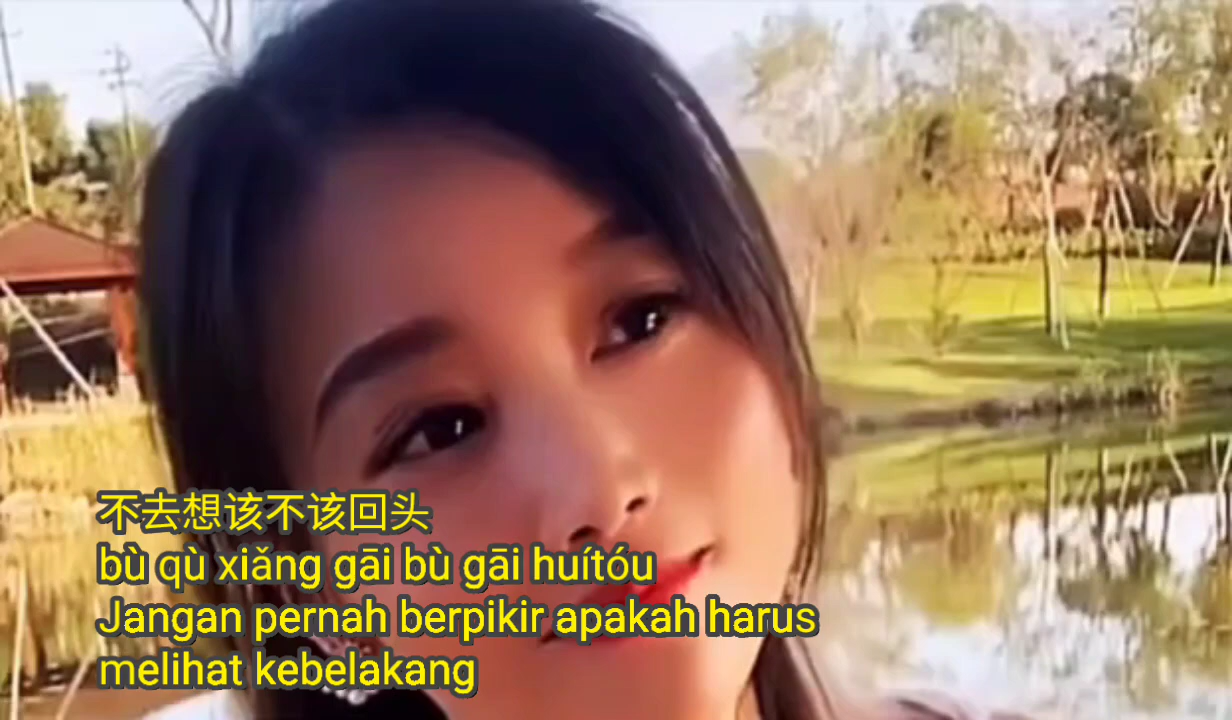 不去想该不该回头
bù qù xiǎng gāi bù gāi huítóu
Jangan pernah berpikir apakah harus
melihat kebelakang